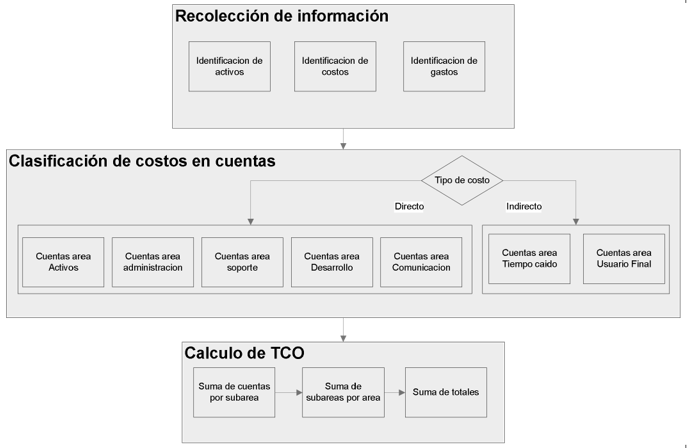 Recolección de información
Identificacion de
activos
Identificacion de
costos
Identificacion de
gastos
Clasificación de costos en cuentas
Tipo de costo
Directo
Indirecto
Cuentas area
Activos
Cuentas area
administracion
Cuentas area
soporte
Cuentas area
Desarrollo
Cuentas area
Comunicacion
Cuentas area
Tiempo caido
Cuentas area
Usuario Final
Calculo de TCO
Suma de cuentas
por subarea
Suma de
subareas por area
Suma de totales